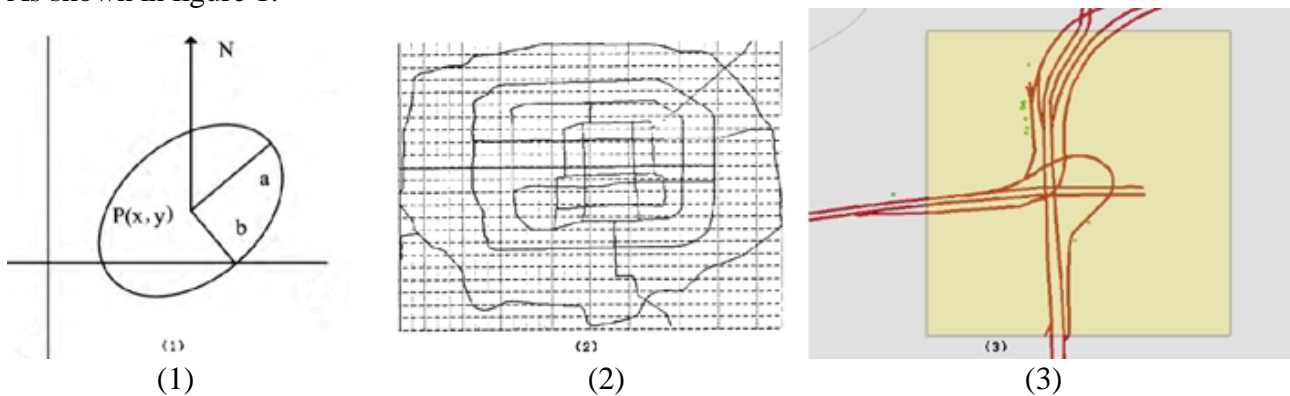 As shown in figure 1.
N
a
P(x, y)
b
(1)
(2)
(3)
(1)
(2)
(3)